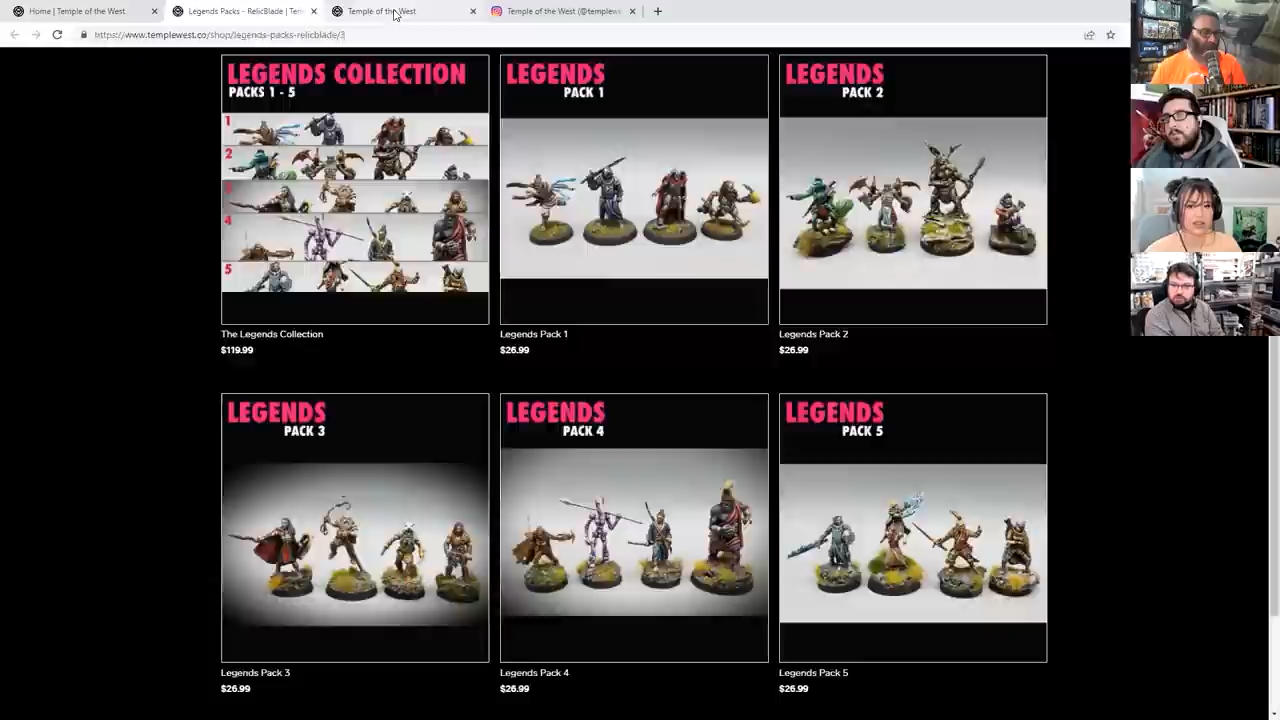 Home | Temple of the West
Legends Packs - RelicBlade | Tem
Temple of the West
Temple of the West (@templewe
https://www.templewest.co/shop/legends-packs-relicblade/3
LEGENDS COLLECTION
PACKS 1 - 5
1
2
3
4
5
The Legends Collection
$119.99
LEGENDS
PACK 1
Legends Pack 1
$26.99
LEGENDS
PACK 2
Legends Pack 2
$26.99
LEGENDS
PACK 3
Legends Pack 3
$26.99
LEGENDS
PACK 4
Legends Pack 4
$26.99
LEGENDS
PACK 5
Legends Pack 5
$26.99